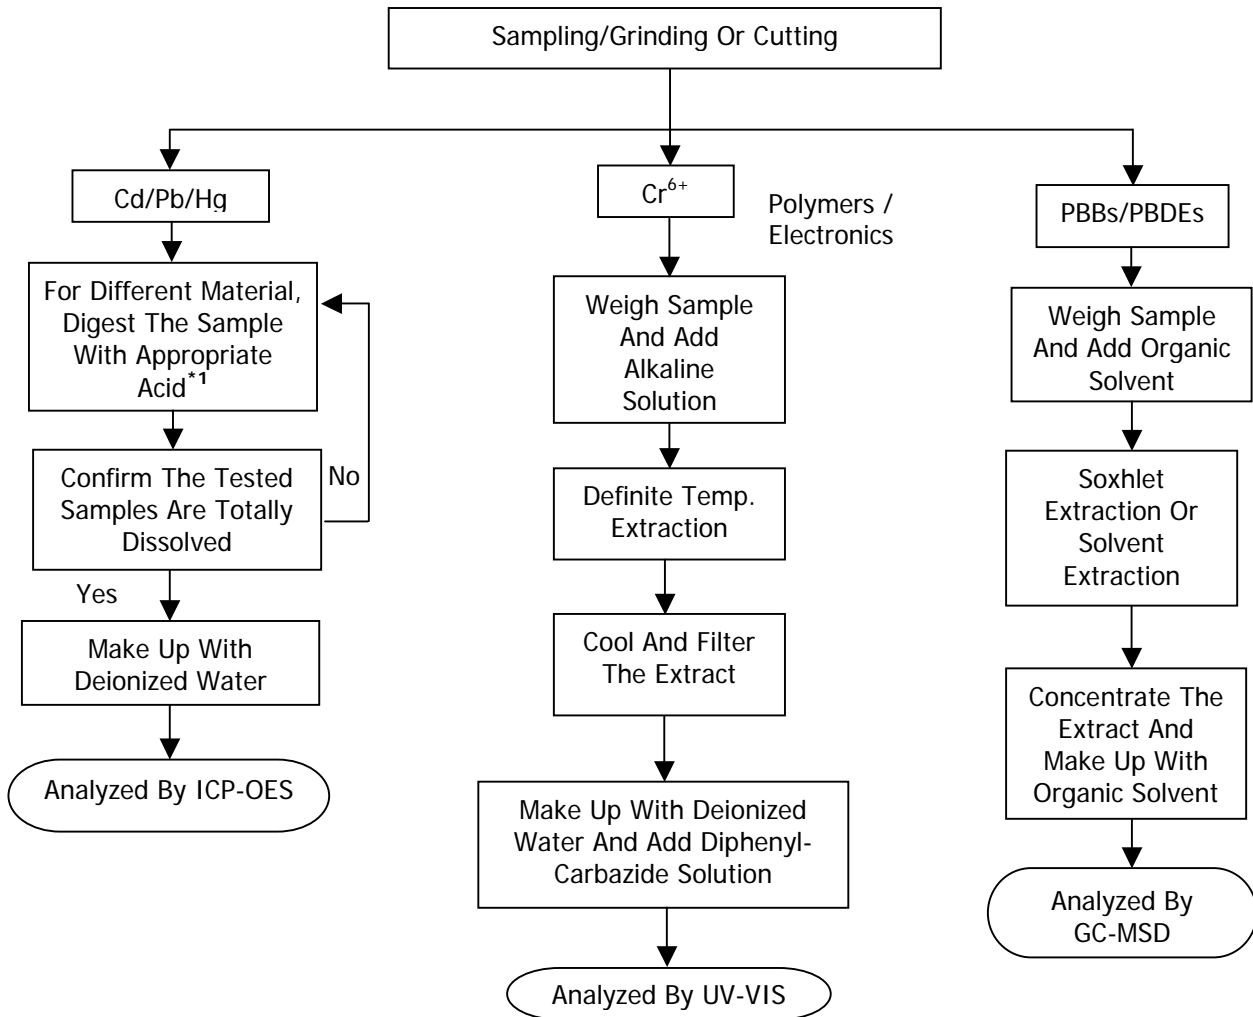 Sampling/Grinding Or Cutting
Cd/Pb/Hg
For Different Material,
Digest The Sample
With Appropriate
Acid*1
Confirm The Tested
Samples Are Totally
Dissolved
No
Yes
Make Up With
Deionized Water
Analyzed By ICP-OES
Cr6+
Polymers /
Electronics
Weigh Sample
And Add
Alkaline
Solution
Definite Temp.
Extraction
Cool And Filter
The Extract
Make Up With Deionized
Water And Add Diphenyl-
Carbazide Solution
Analyzed By UV-VIS
PBBs/PBDEs
Weigh Sample
And Add Organic
Solvent
Soxhlet
Extraction Or
Solvent
Extraction
Concentrate The
Extract And
Make Up With
Organic Solvent
Analyzed By
GC-MSD